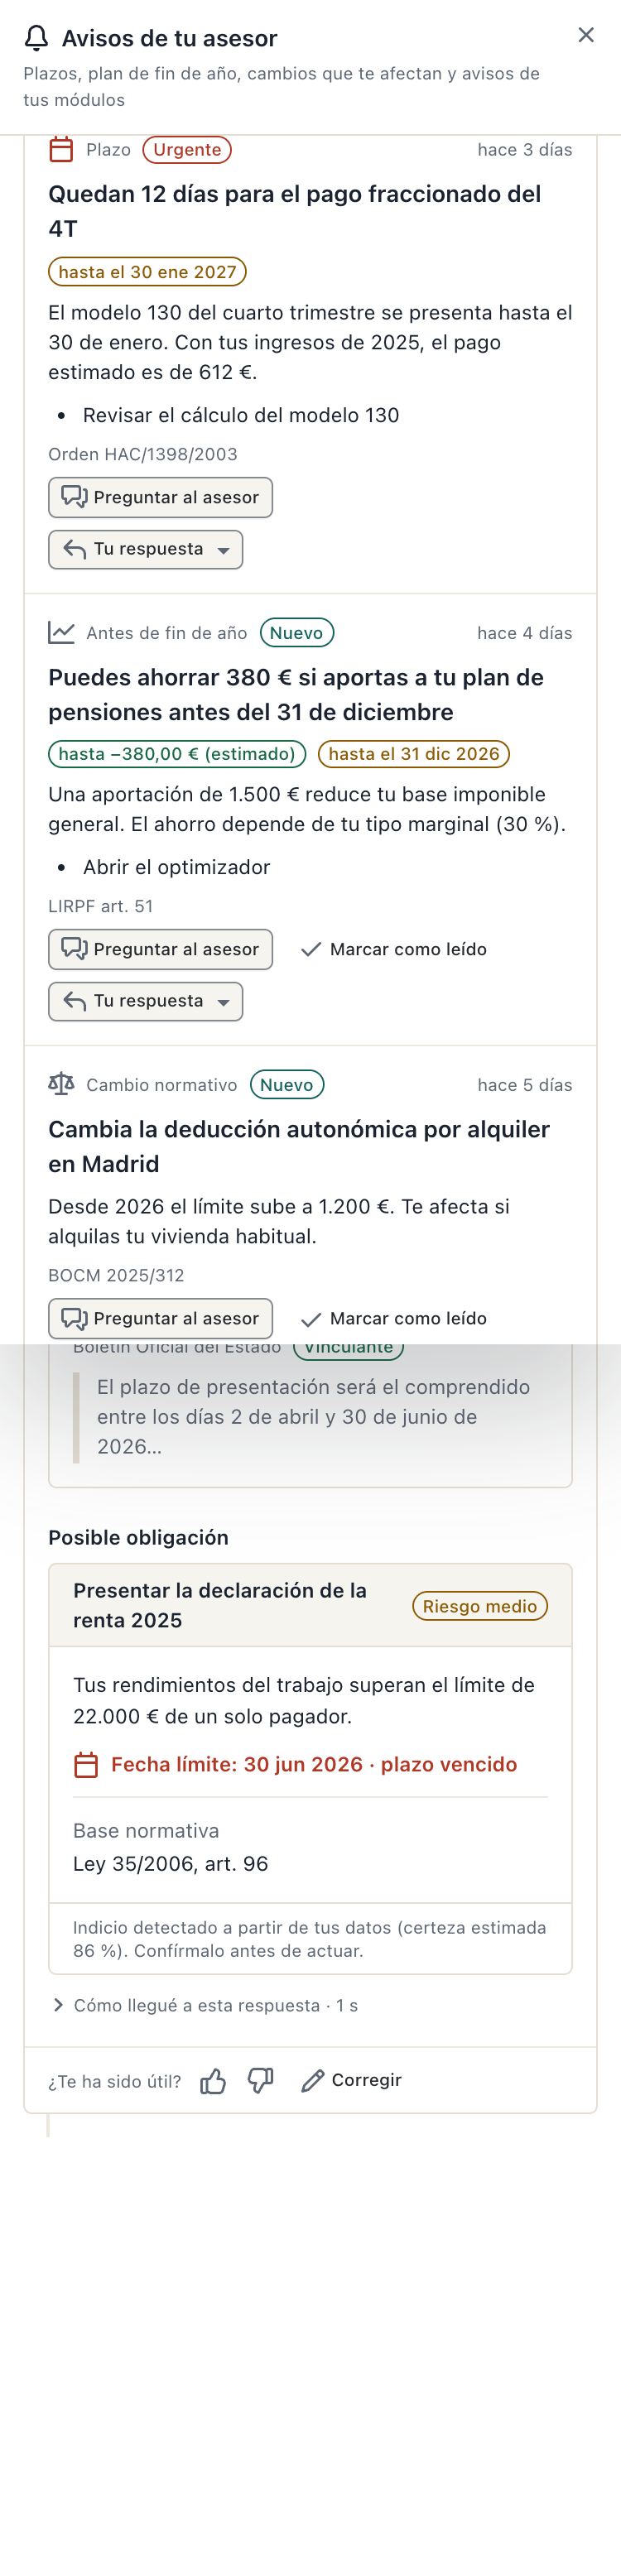 Avisos de tu asesor
Plazos, plan de fin de año, cambios que te afectan y avisos de
tus módulos
Plazo Urgente hace 3 días
Quedan 12 días para el pago fraccionado del
4T
hasta el 30 ene 2027
El modelo 130 del cuarto trimestre se presenta hasta el
30 de enero. Con tus ingresos de 2025, el pago
estimado es de 612 €.
• Revisar el cálculo del modelo 130
Orden HAC/1398/2003
Preguntar al asesor
Tu respuesta
Antes de fin de año Nuevo hace 4 días
Puedes ahorrar 380 € si aportas a tu plan de
pensiones antes del 31 de diciembre
hasta −380,00 € (estimado) hasta el 31 dic 2026
Una aportación de 1.500 € reduce tu base imponible
general. El ahorro depende de tu tipo marginal (30 %).
• Abrir el optimizador
LIRPF art. 51
Preguntar al asesor Marcar como leído
Tu respuesta
Cambio normativo Nuevo hace 5 días
Cambia la deducción autonómica por alquiler
en Madrid
Desde 2026 el límite sube a 1.200 €. Te afecta si
alquilas tu vivienda habitual.
BOCM 2025/312
Preguntar al asesor Marcar como leído
Boletín Oficial del Estado Vinculante
El plazo de presentación será el comprendido
entre los días 2 de abril y 30 de junio de
2026…
Posible obligación
Presentar la declaración de la
renta 2025
Riesgo medio
Tus rendimientos del trabajo superan el límite de
22.000 € de un solo pagador.
Fecha límite: 30 jun 2026 · plazo vencido
Base normativa
Ley 35/2006, art. 96
Indicio detectado a partir de tus datos (certeza estimada
86 %). Confírmalo antes de actuar.
Cómo llegué a esta respuesta · 1 s
¿Te ha sido útil? Corregir